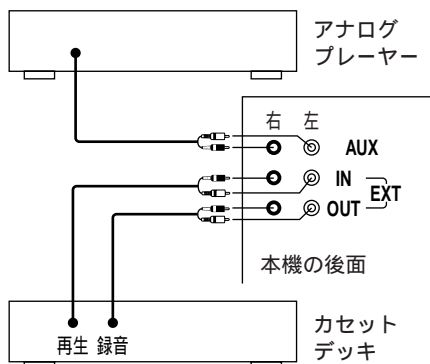 アナログ
プレーヤー
右 左
AUX
IN
EXT
OUT
本機の後面
再生 録音
カセット
デッキ